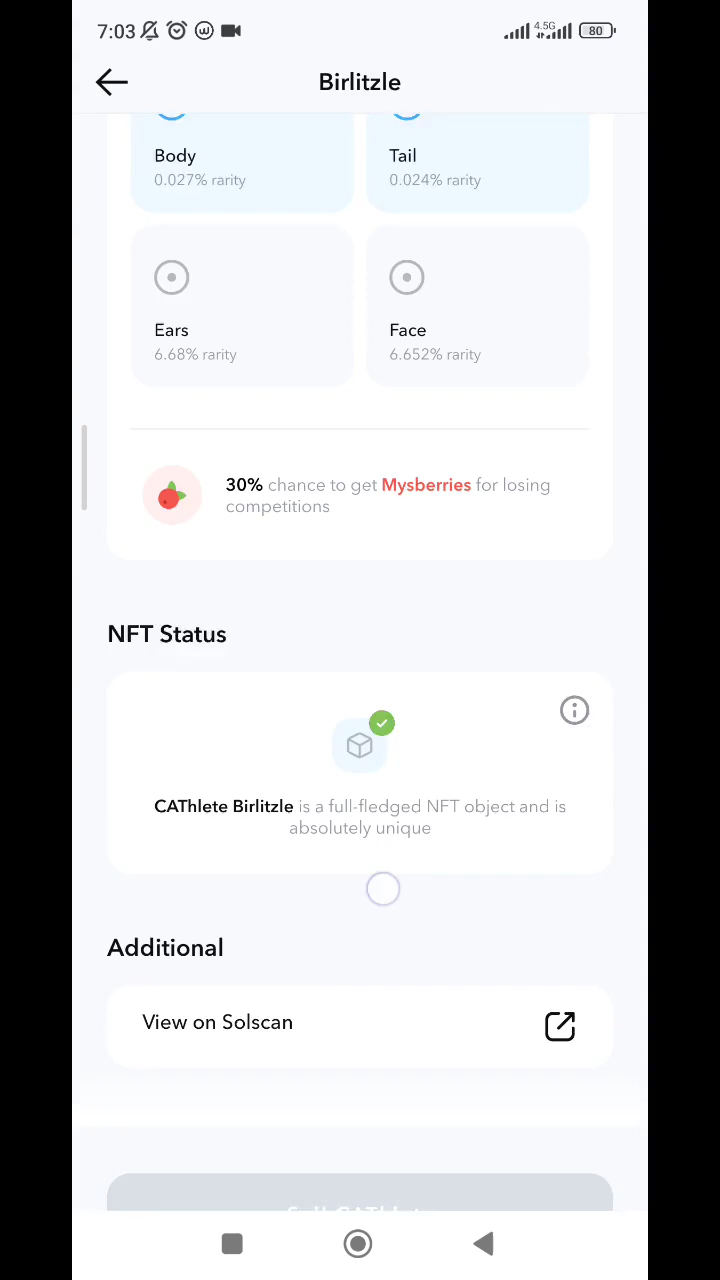 7:03
4.5G
80
Birlitzle
Body
0.027% rarity
Tail
0.024% rarity
Ears
6.68% rarity
Face
6.652% rarity
30% chance to get Mysberries for losing
competitions
NFT Status
CAThlete Birlitzle is a full-fledged NFT object and is
absolutely unique
Additional
View on Solscan